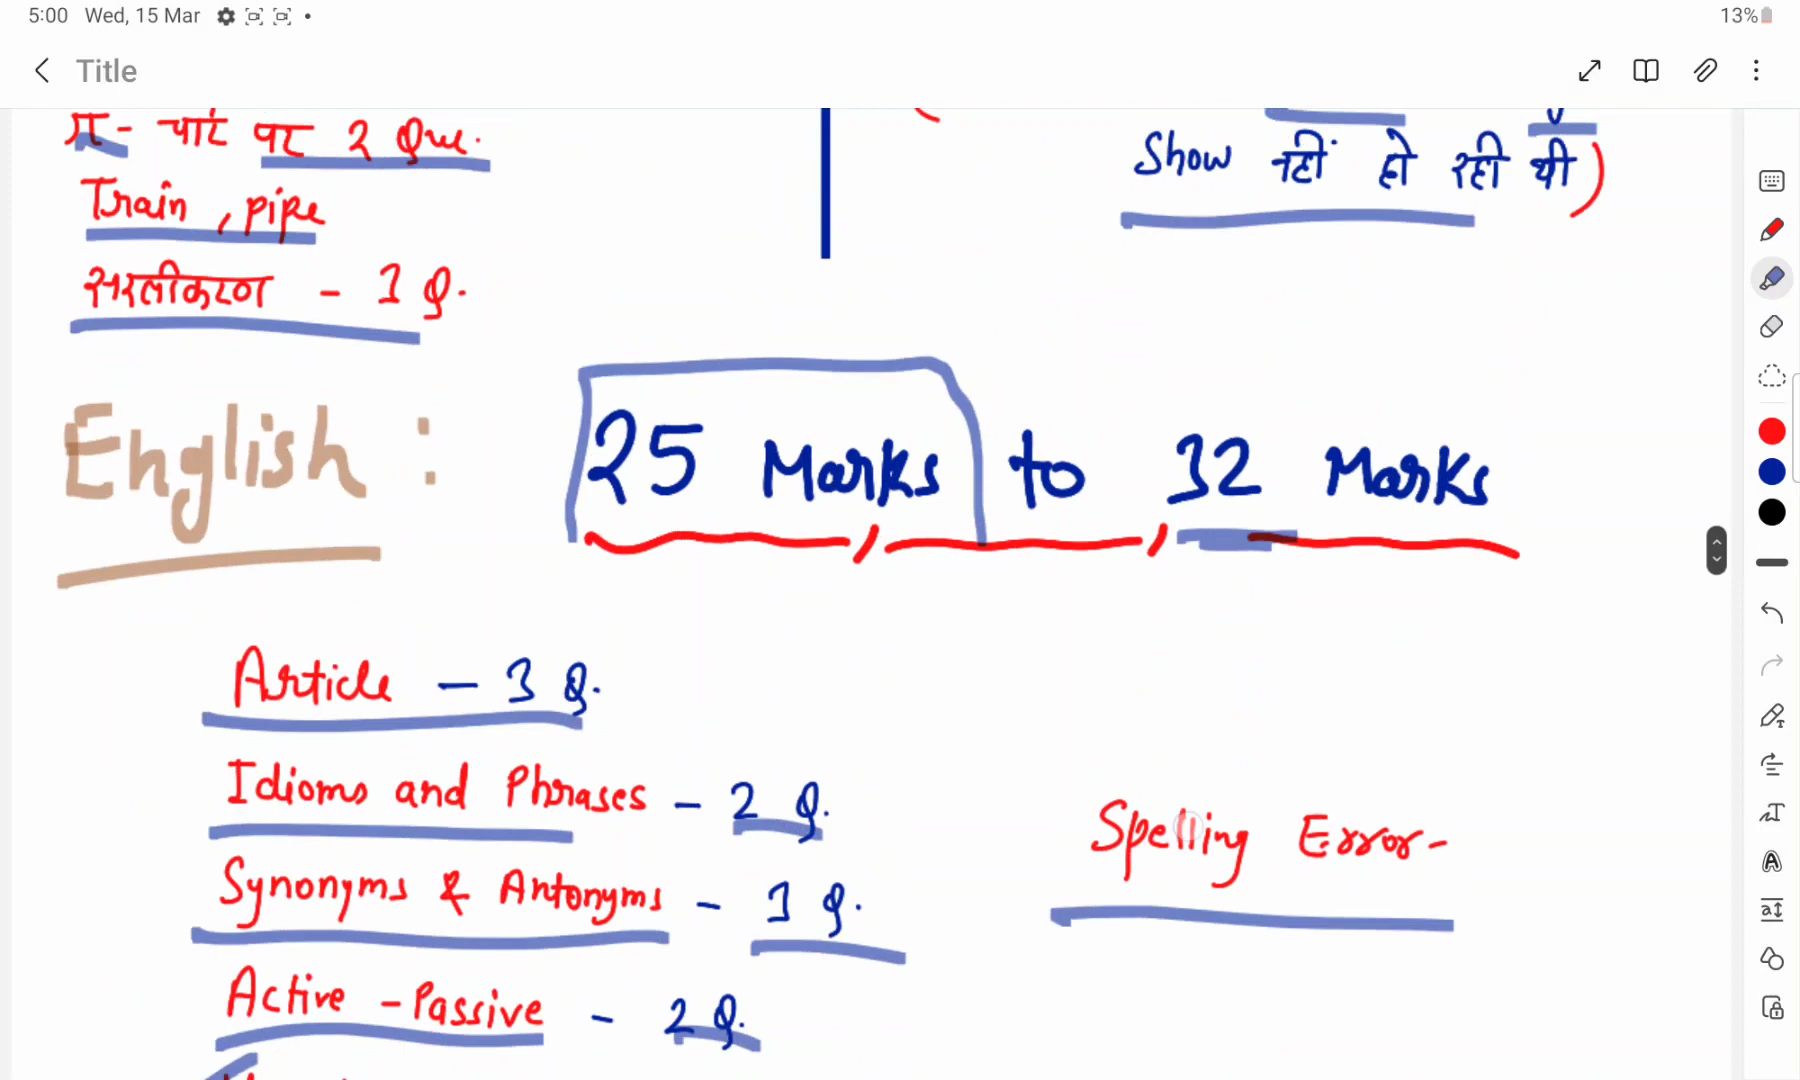 5:00 Wed, 15 Mar
13%
Title
पाट पर 2 Que.
Train, pipe
सरलीकरण - 1 Q.
Show नहीं हो रही थी)
English : 25 Marks to 32 Marks
Article - 3 Q.
Idioms and Phrases - 2 Q.
Synonyms & Antonyms - 1 Q.
Spelling Error-
Active - Passive - 2 Q.